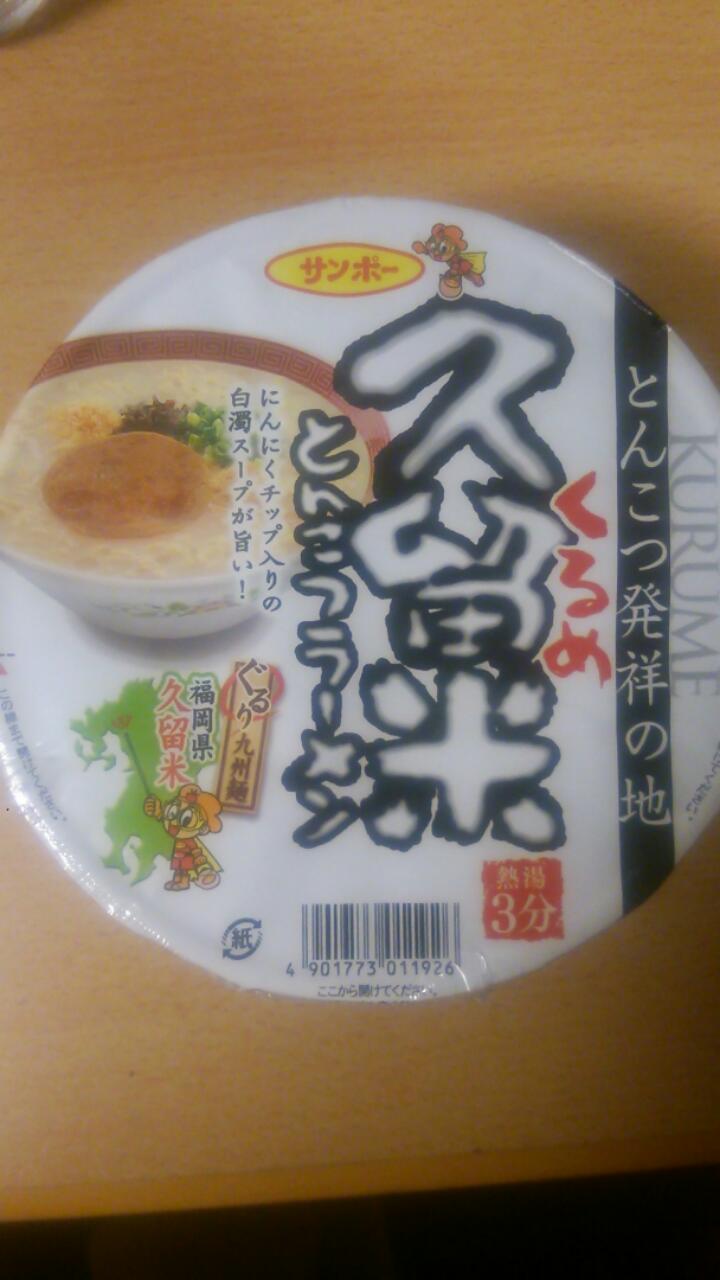 サンポー
とんこつ発祥の地
KURUME
久留米
くるめ
とんこつラーメン
にんにくチップ入りの
白濁スープが旨い!
ぐるり九州麺
福岡県
久留米
熱湯
3分
紙
4 901773 011926
ここから開けてください。